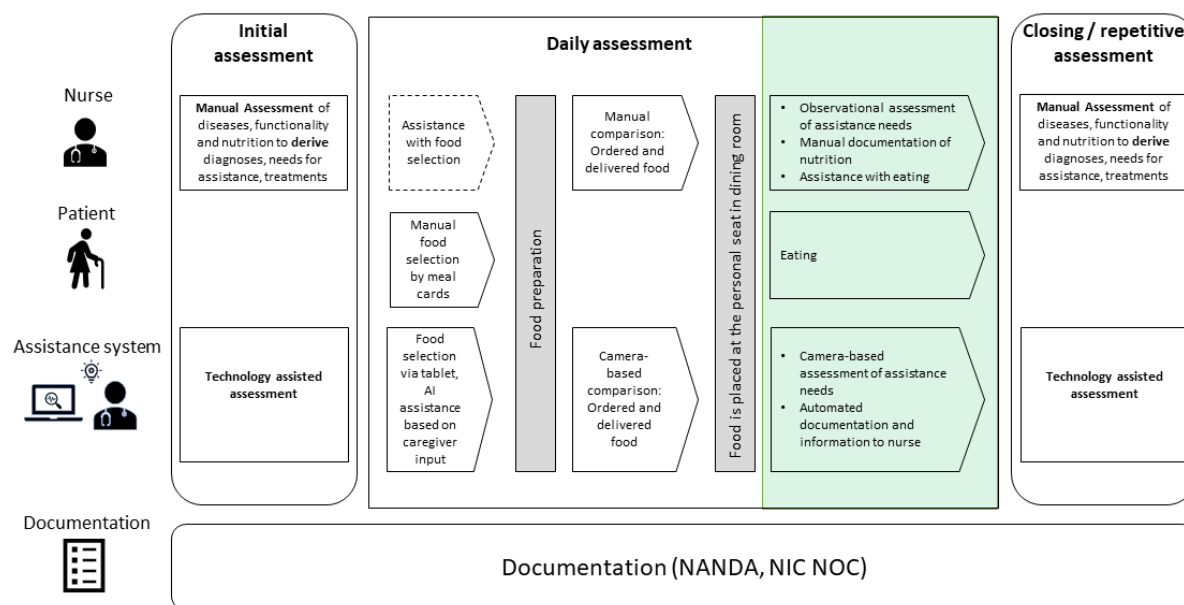 Initial
assessment
Daily assessment
Closing / repetitive
assessment
Nurse
Manual Assessment of
diseases, functionality
and nutrition to derive
diagnoses, needs for
assistance, treatments
Assistance
with food
selection
Manual
comparison:
Ordered and
delivered food
• Observational assessment
of assistance needs
• Manual documentation of
nutrition
• Assistance with eating
Manual Assessment of
diseases, functionality
and nutrition to derive
diagnoses, needs for
assistance, treatments
Patient
Manual
food
selection
by meal
cards
Food preparation
Food is placed at the personal seat in dining room
Eating
Assistance system
Technology assisted
assessment
Food
selection
via tablet,
AI
assistance
based on
caregiver
input
Camera-
based
comparison:
Ordered and
delivered
food
• Camera-based
assessment of assistance
needs
• Automated
documentation and
information to nurse
Technology assisted
assessment
Documentation
Documentation (NANDA, NIC NOC)